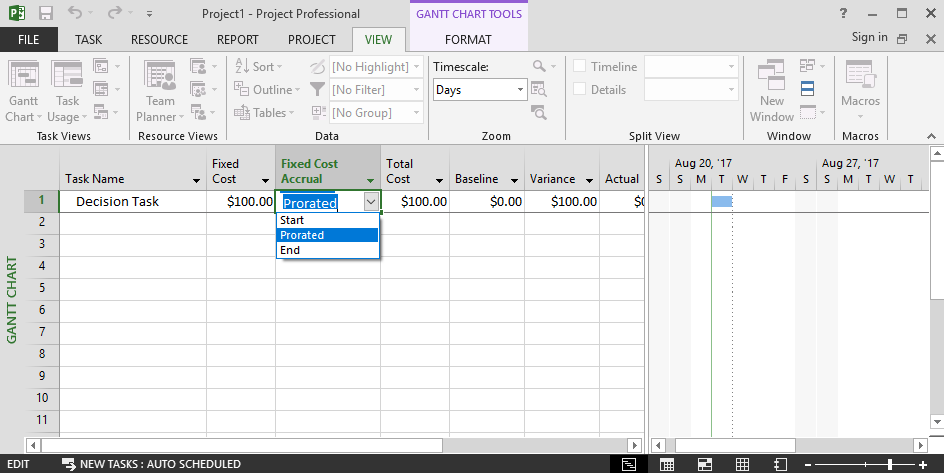 Project1 - Project Professional
GANTT CHART TOOLS
FILE TASK RESOURCE REPORT PROJECT VIEW FORMAT
Sign in
Gantt Chart
Task Usage
Task Views
Team Planner
Resource Views
Sort
Outline
Tables
[No Highlight]
[No Filter]
[No Group]
Data
Timescale:
Days
Zoom
Timeline
Details
Split View
New Window
Window
Macros
Macros
Task Name
Fixed Cost
Fixed Cost Accrual
Total Cost
Baseline
Variance
Actual
Aug 20, '17 Aug 27, '17
S S M T W T F S S M T W T
1 Decision Task $100.00 Prorated $100.00 $0.00 $100.00 $0
Start
Prorated
End
2
3
4
5
6
7
8
9
10
11
GANTT CHART
EDIT NEW TASKS : AUTO SCHEDULED